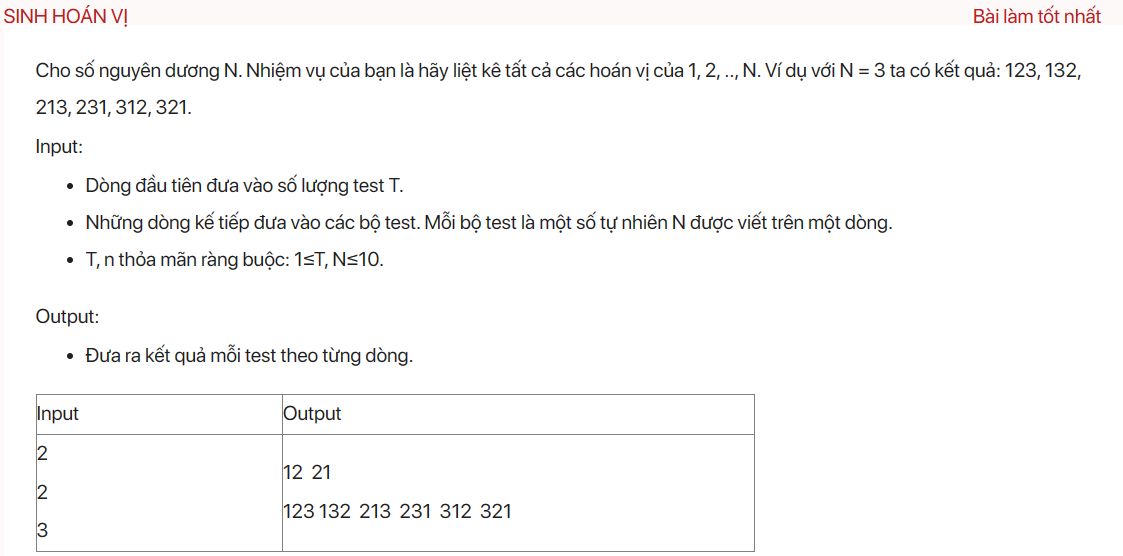 SINH HOÁN VỊ Bài làm tốt nhất
Cho số nguyên dương N. Nhiệm vụ của bạn là hãy liệt kê tất cả các hoán vị của 1, 2, .., N. Ví dụ với N = 3 ta có kết quả: 123, 132,
213, 231, 312, 321.
Input:
• Dòng đầu tiên đưa vào số lượng test T.
• Những dòng kế tiếp đưa vào các bộ test. Mỗi bộ test là một số tự nhiên N được viết trên một dòng.
• T, n thỏa mãn ràng buộc: 1≤T, N≤10.
Output:
• Đưa ra kết quả mỗi test theo từng dòng.
Input Output
2
2
3
12 21
123 132 213 231 312 321